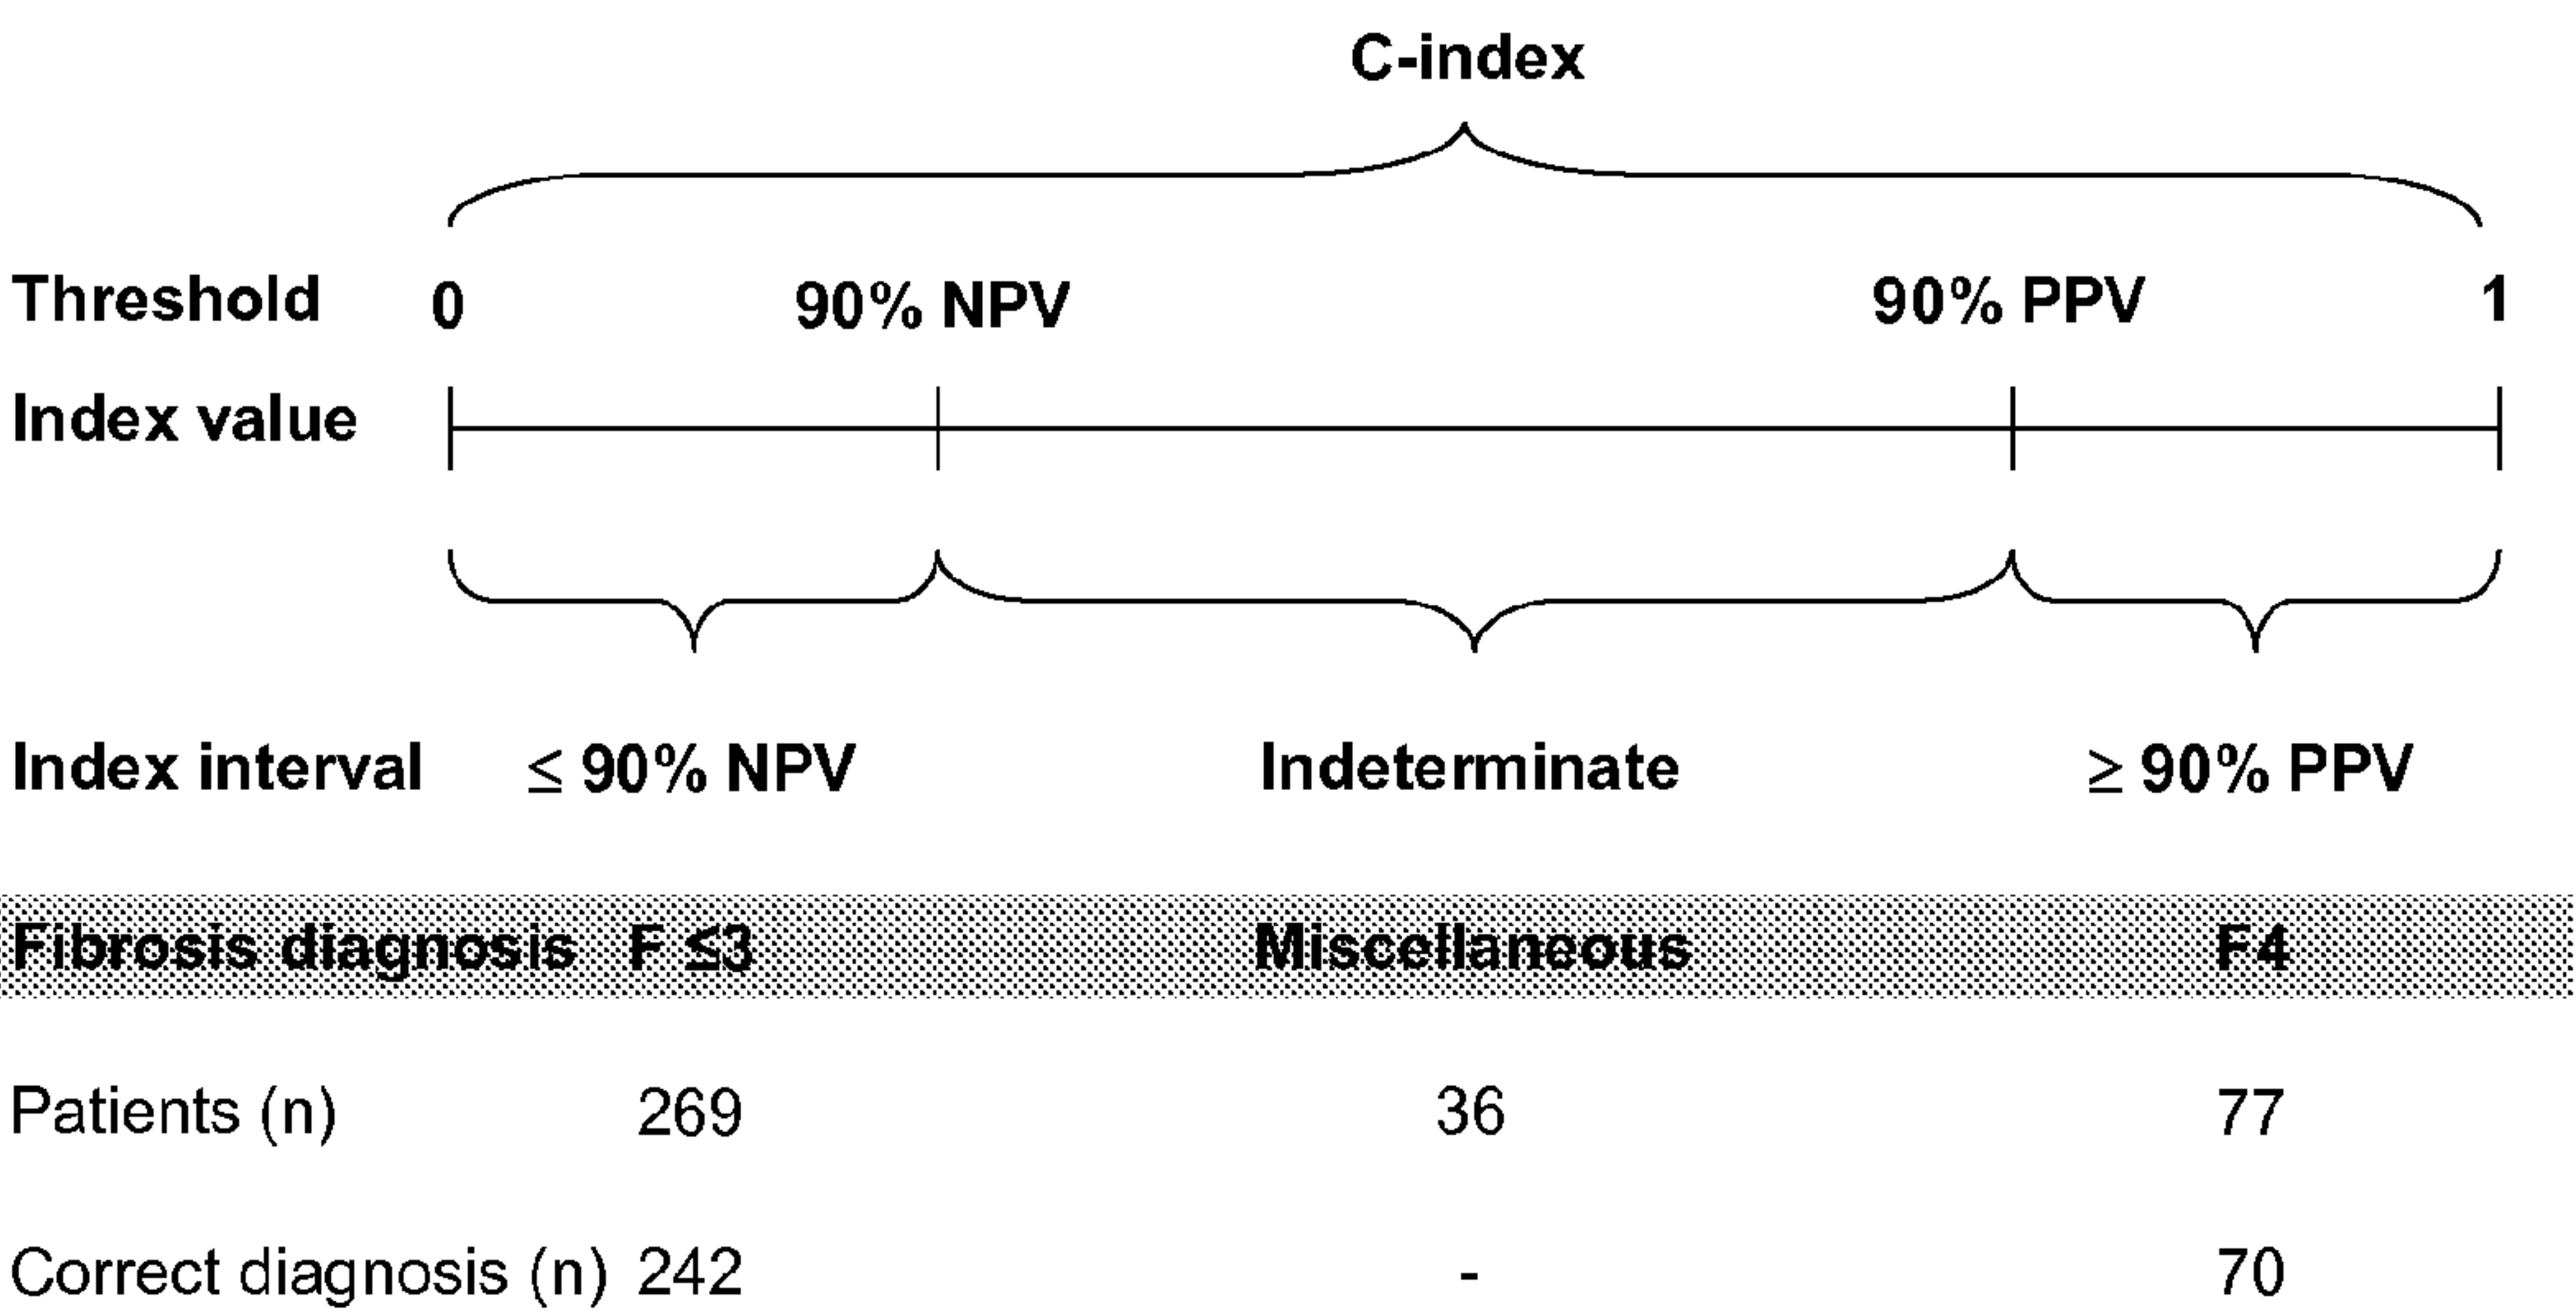 C-index
Threshold 0 90% NPV 90% PPV 1
Index value
Index interval ≤ 90% NPV Indeterminate ≥ 90% PPV
Fibrosis diagnosis F ≤3 Miscellaneous F4
Patients (n) 269 36 77
Correct diagnosis (n) 242 - 70